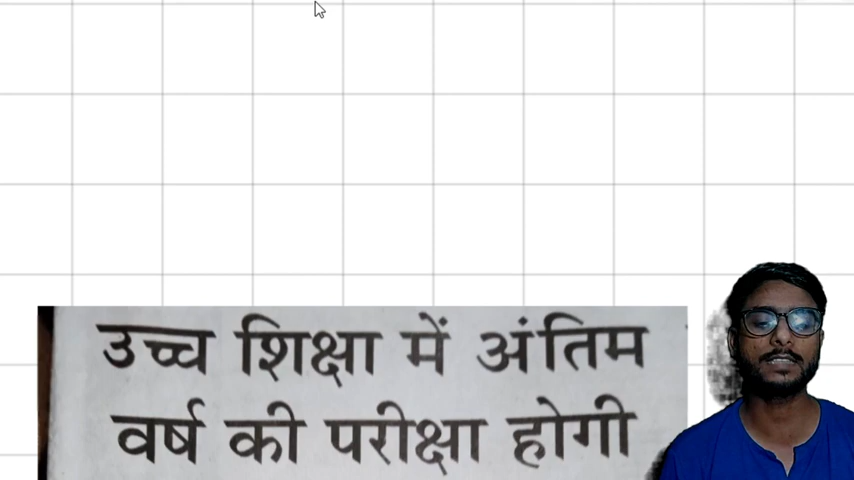 उच्च शिक्षा में अंतिम
वर्ष की परीक्षा होगी